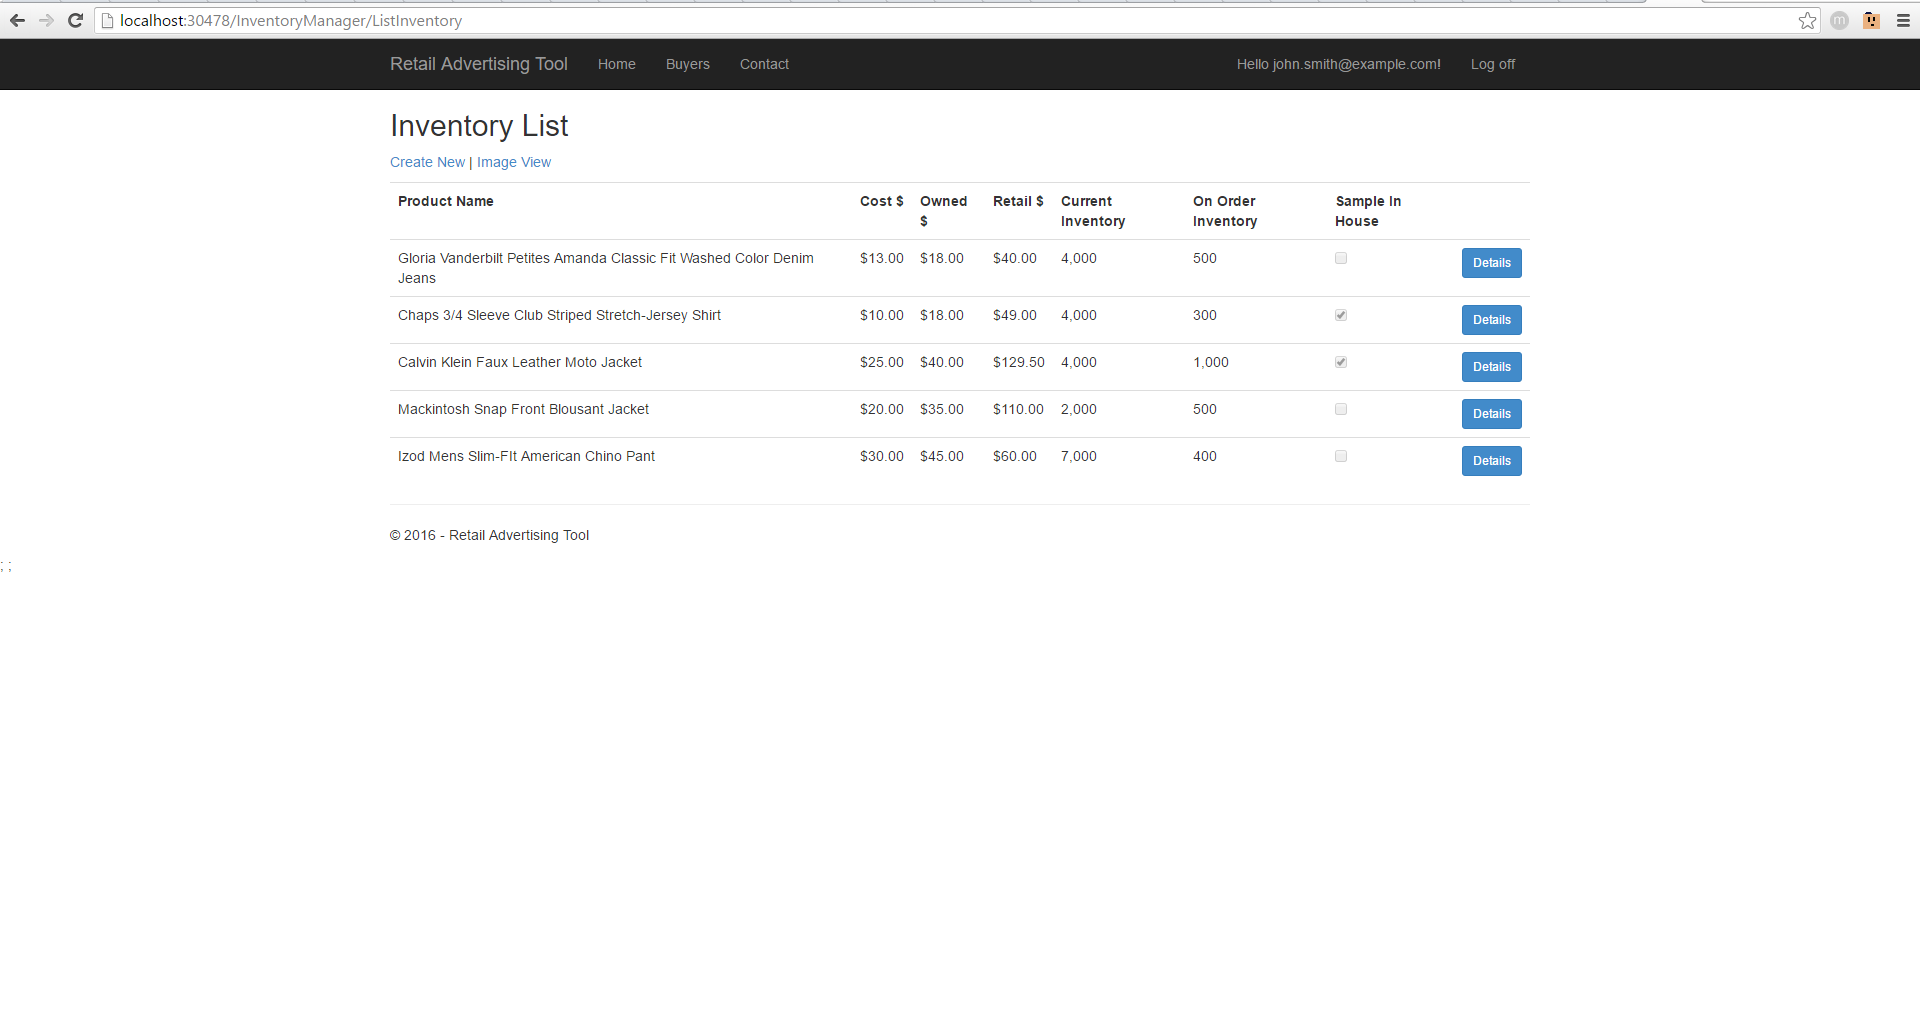 localhost:30478/InventoryManager/ListInventory
m
Retail Advertising Tool Home Buyers Contact Hello john.smith@example.com! Log off
Inventory List
Create New | Image View
Product Name Cost $ Owned $ Retail $ Current Inventory On Order Inventory Sample In House
Gloria Vanderbilt Petites Amanda Classic Fit Washed Color Denim Jeans $13.00 $18.00 $40.00 4,000 500 Details
Chaps 3/4 Sleeve Club Striped Stretch-Jersey Shirt $10.00 $18.00 $49.00 4,000 300 Details
Calvin Klein Faux Leather Moto Jacket $25.00 $40.00 $129.50 4,000 1,000 Details
Mackintosh Snap Front Blousant Jacket $20.00 $35.00 $110.00 2,000 500 Details
Izod Mens Slim-FIt American Chino Pant $30.00 $45.00 $60.00 7,000 400 Details
© 2016 - Retail Advertising Tool
; ;